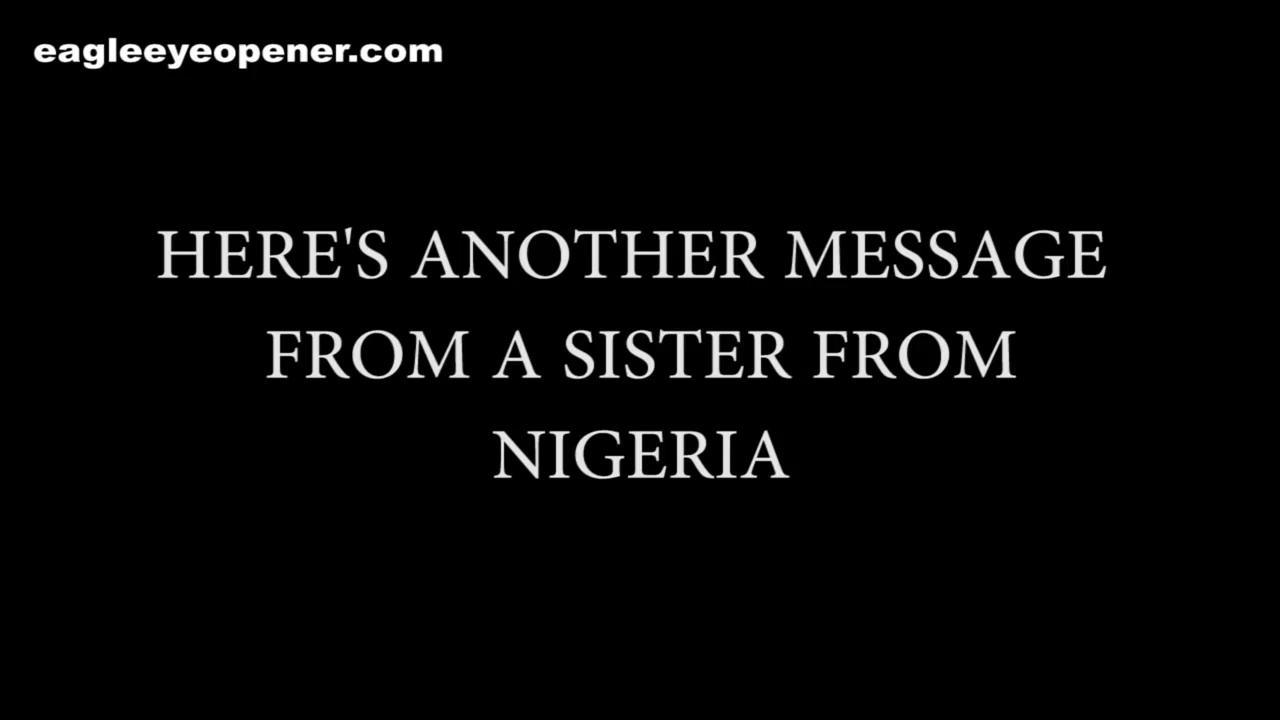 eagleeyeopener.com
HERE'S ANOTHER MESSAGE
FROM A SISTER FROM
NIGERIA